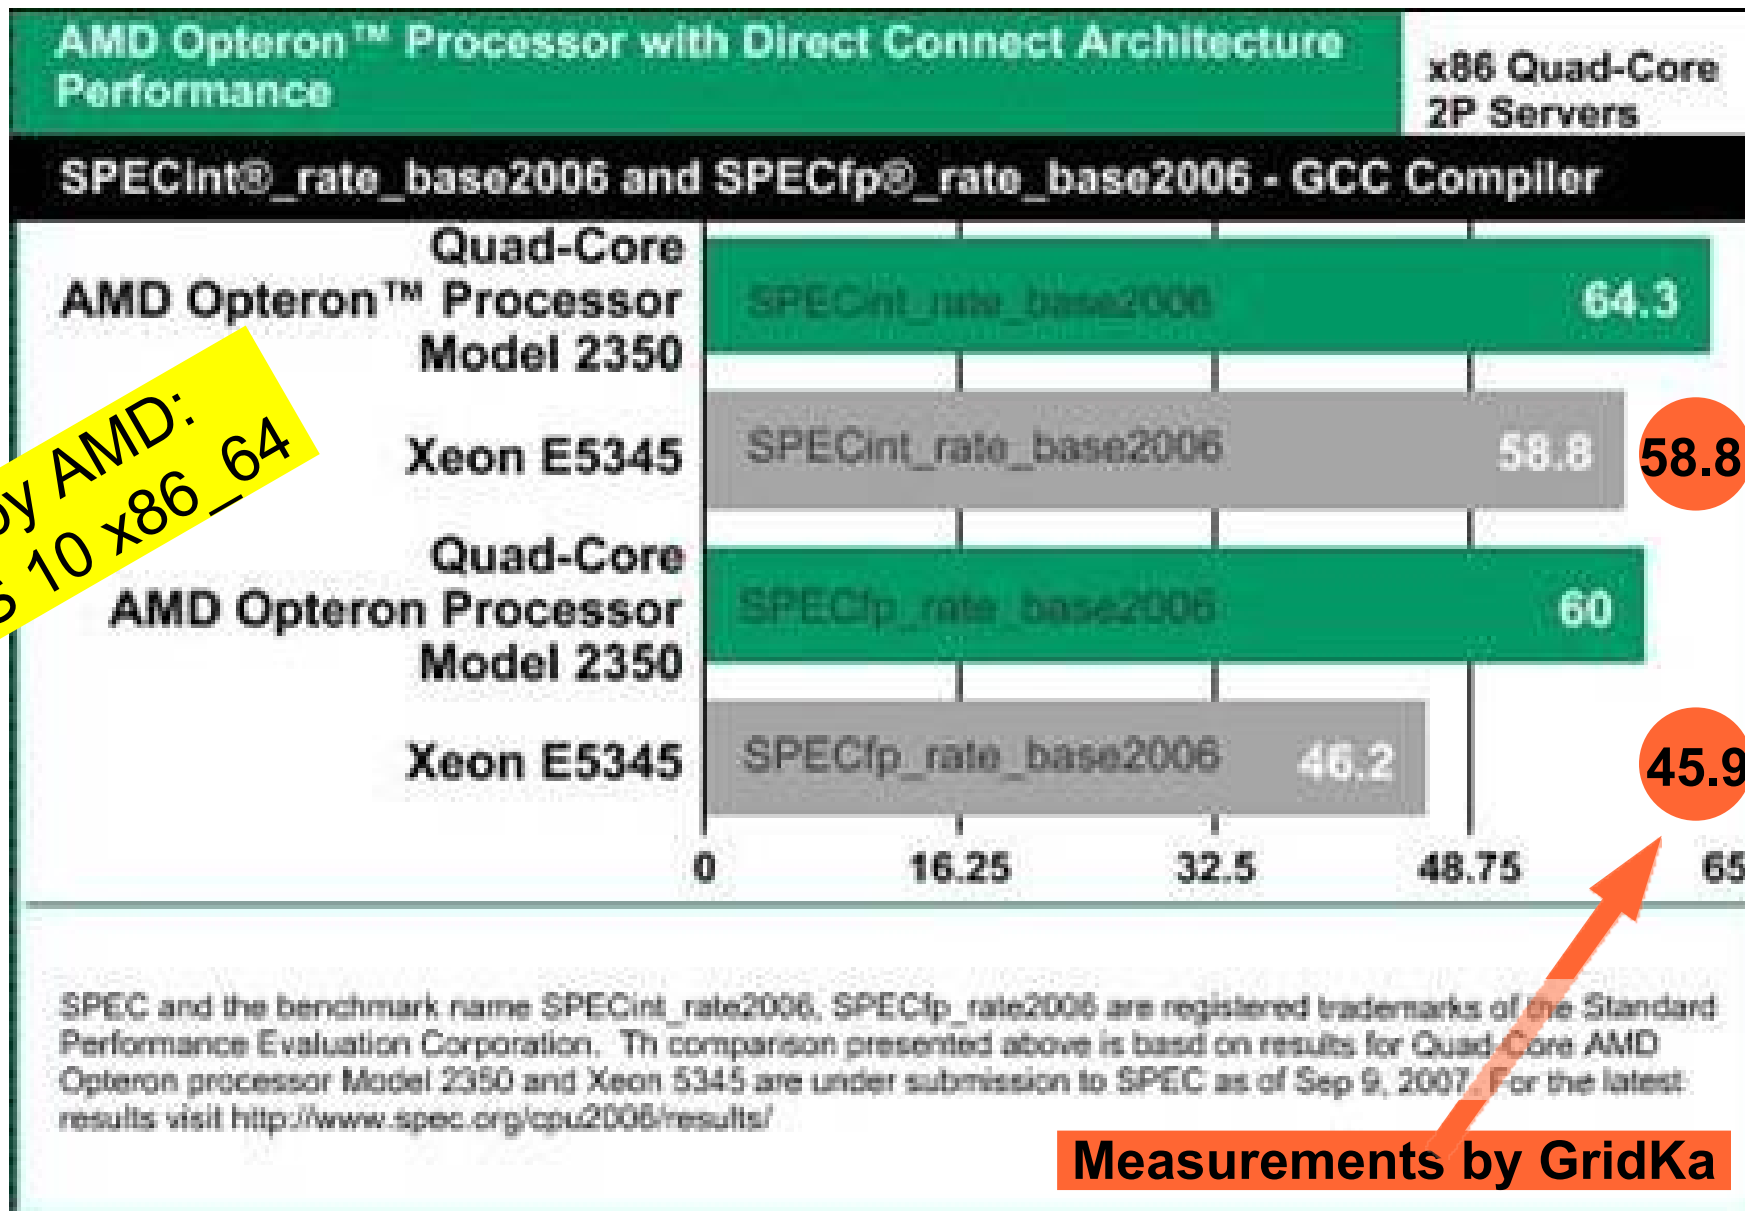 AMD Opteron™ Processor with Direct Connect Architecture
Performance
x86 Quad-Core
2P Servers
SPECint®_rate_base2006 and SPECfp®_rate_base2006 - GCC Compiler
Quad-Core
AMD Opteron™ Processor
Model 2350
SPECint_rate_base2006
64.3
Xeon E5345
SPECint_rate_base2006
58.8
58.8
by AMD:
10 x86_64
Quad-Core
AMD Opteron Processor
Model 2350
SPECfp_rate_base2006
60
Xeon E5345
SPECfp_rate_base2006
46.2
45.9
0
16.25
32.5
48.75
65
SPEC and the benchmark name SPECint_rate2006, SPECfp_rate2006 are registered trademarks of the Standard
Performance Evaluation Corporation. Th comparison presented above is basd on results for Quad-Core AMD
Opteron processor Model 2350 and Xeon 5345 are under submission to SPEC as of Sep 9, 2007. For the latest
results visit http://www.spec.org/cpu2006/results/
Measurements by GridKa